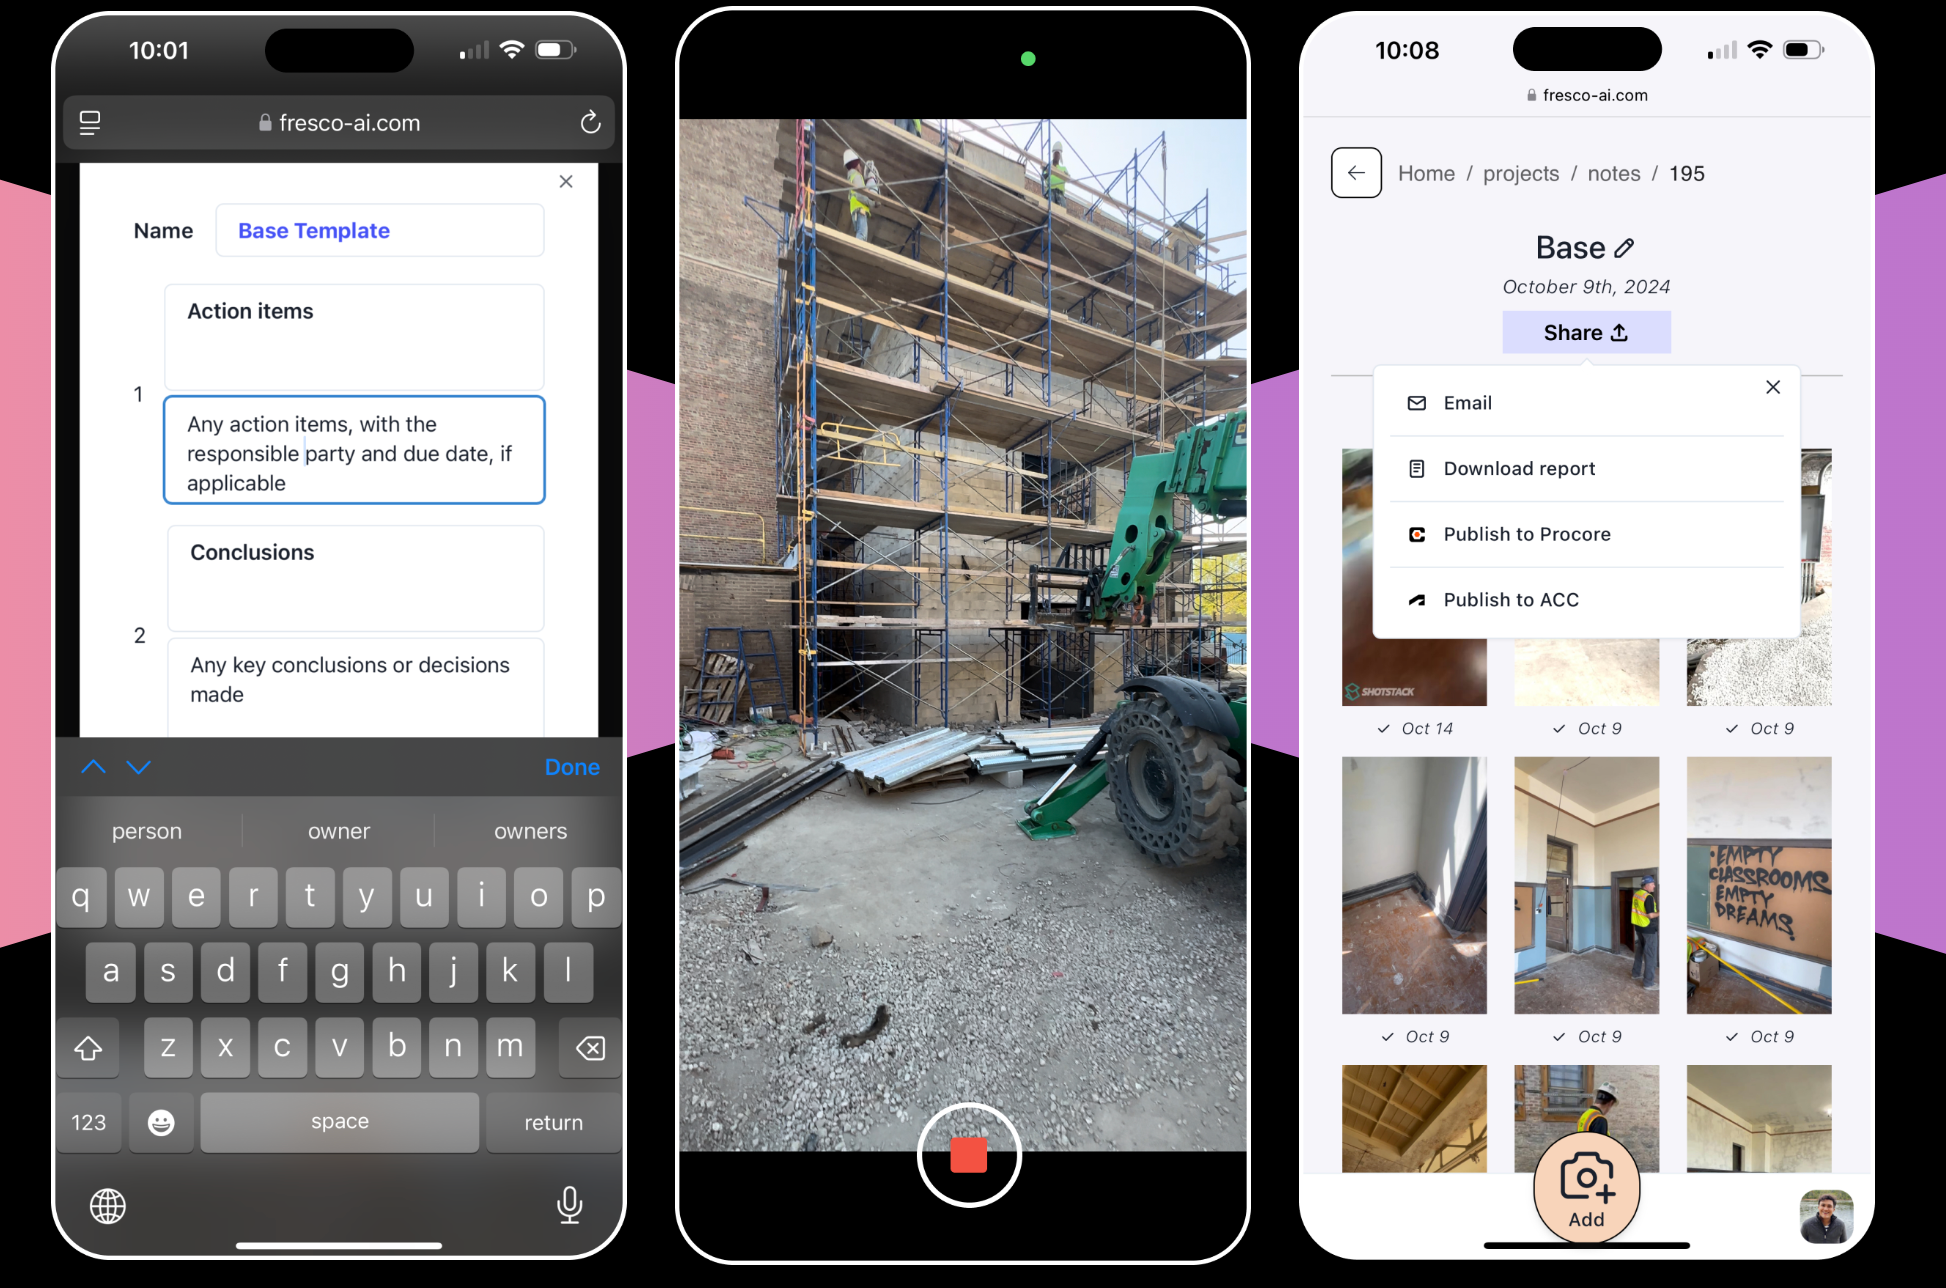 10:01
fresco-ai.com
Name
Base Template
Action items
1
Any action items, with the
responsible party and due date, if
applicable
Conclusions
2
Any key conclusions or decisions
made
Done
person
owner
owners
q w e r t y u i o p
a s d f g h j k l
z x c v b n m
123
space
return
10:08
fresco-ai.com
Home / projects / notes / 195
Base
October 9th, 2024
Share
Email
Download report
Publish to Procore
Publish to ACC
SHOTSTACK
Oct 14
Oct 9
Oct 9
EMPTY
CLASSROOMS
EMPTY
DREAMS.
Oct 9
Oct 9
Oct 9
Add